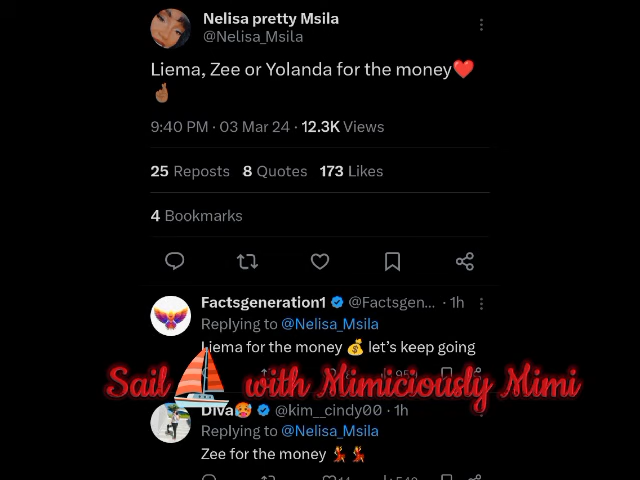 Nelisa pretty Msila
@Nelisa_Msila
Liema, Zee or Yolanda for the money❤️
🤞🏾
9:40 PM · 03 Mar 24 · 12.3K Views
25 Reposts 8 Quotes 173 Likes
4 Bookmarks
Factsgeneration1 @Factsgen... · 1h
Replying to @Nelisa_Msila
Liema for the money 💰 let's keep going
Sail with Mimiciously Mimi
Diva🥵 @kim__cindy00 · 1h
Replying to @Nelisa_Msila
Zee for the money 💃💃